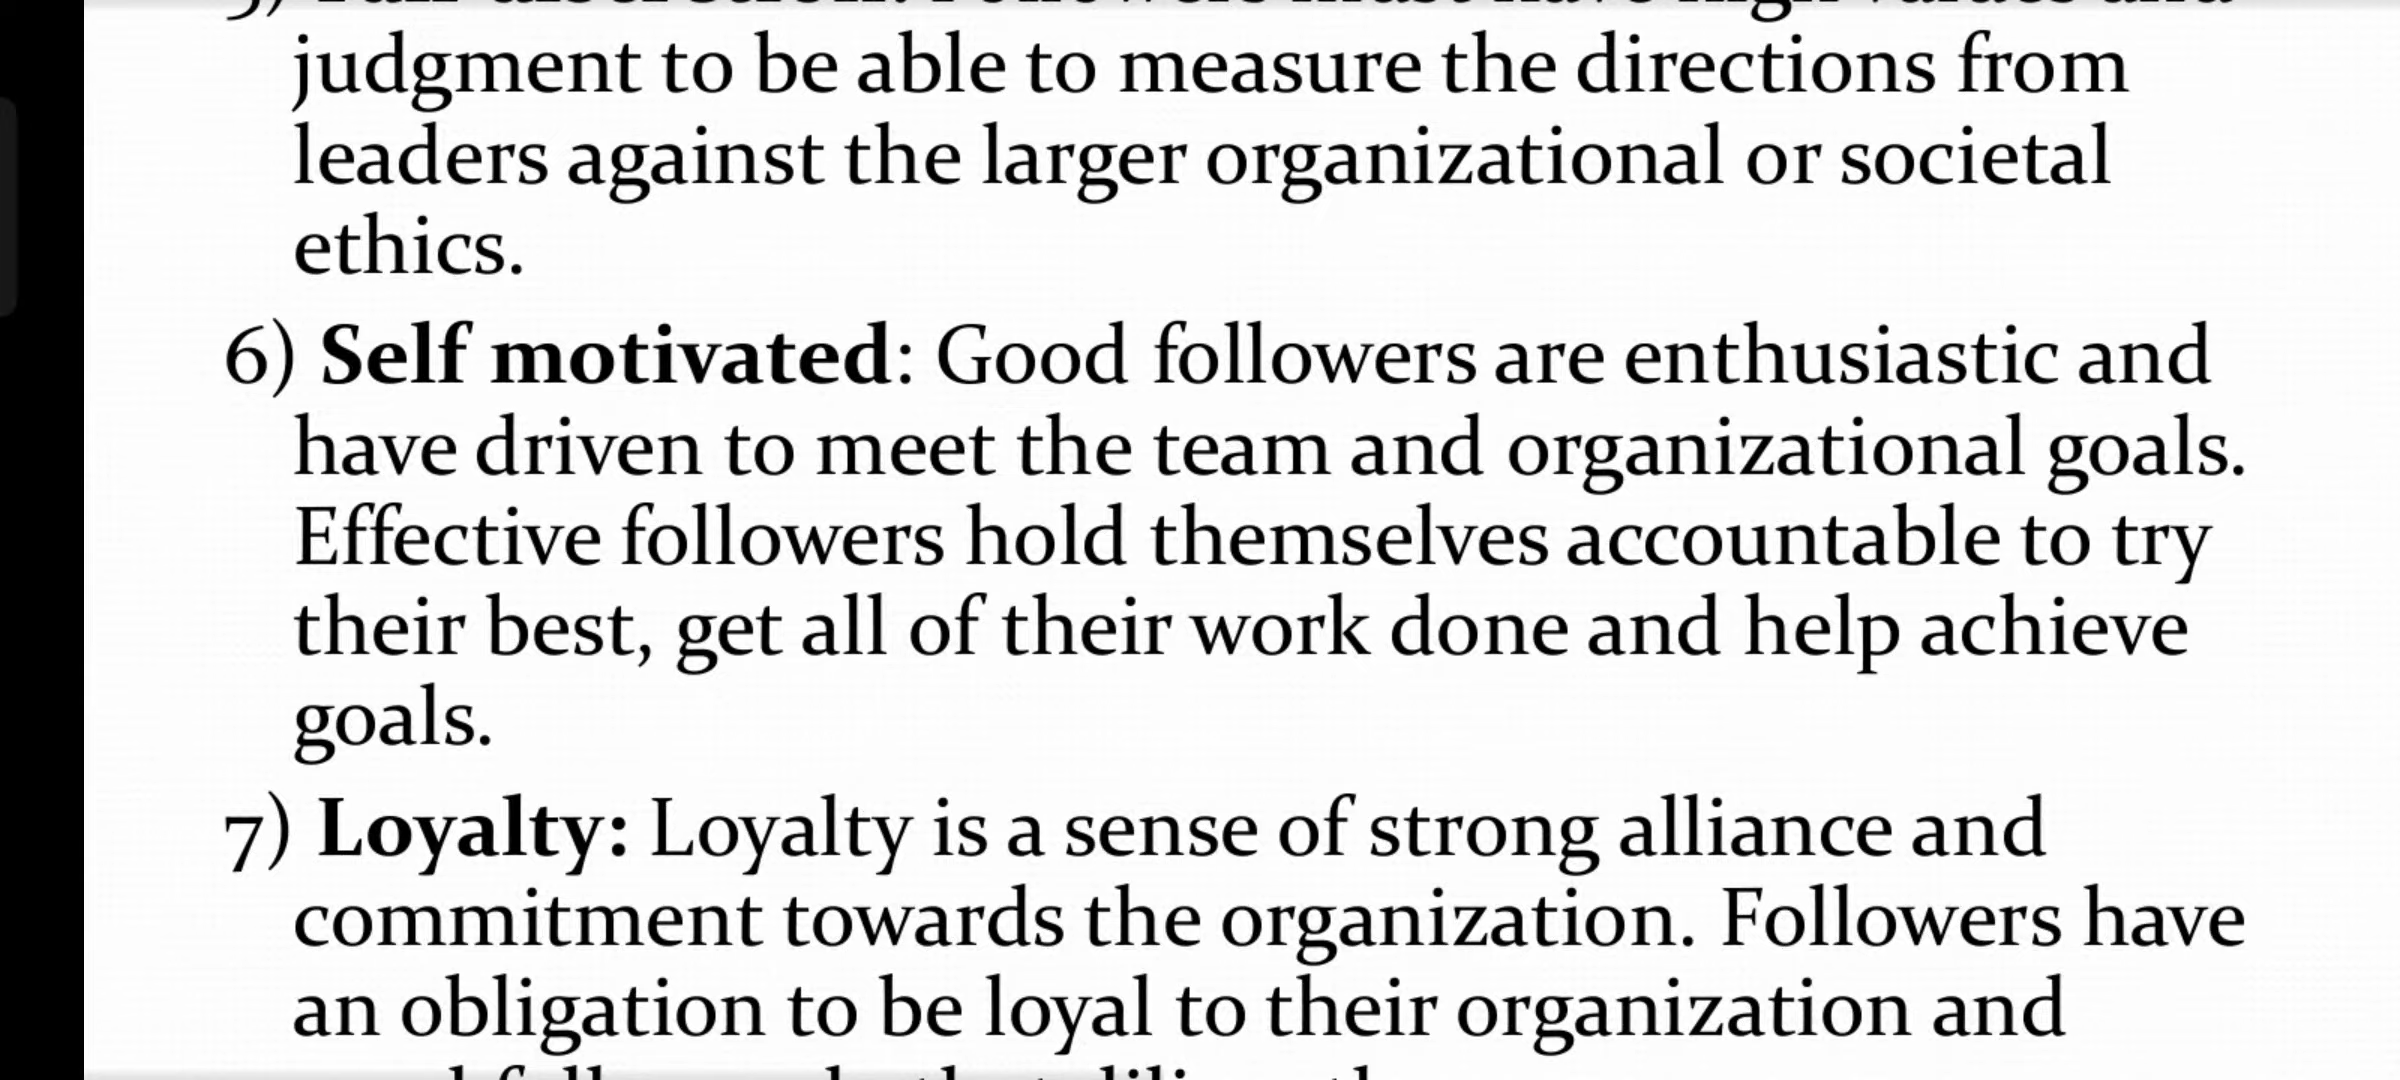 judgment to be able to measure the directions from
leaders against the larger organizational or societal
ethics.
6) Self motivated: Good followers are enthusiastic and
have driven to meet the team and organizational goals.
Effective followers hold themselves accountable to try
their best, get all of their work done and help achieve
goals.
7) Loyalty: Loyalty is a sense of strong alliance and
commitment towards the organization. Followers have
an obligation to be loyal to their organization and